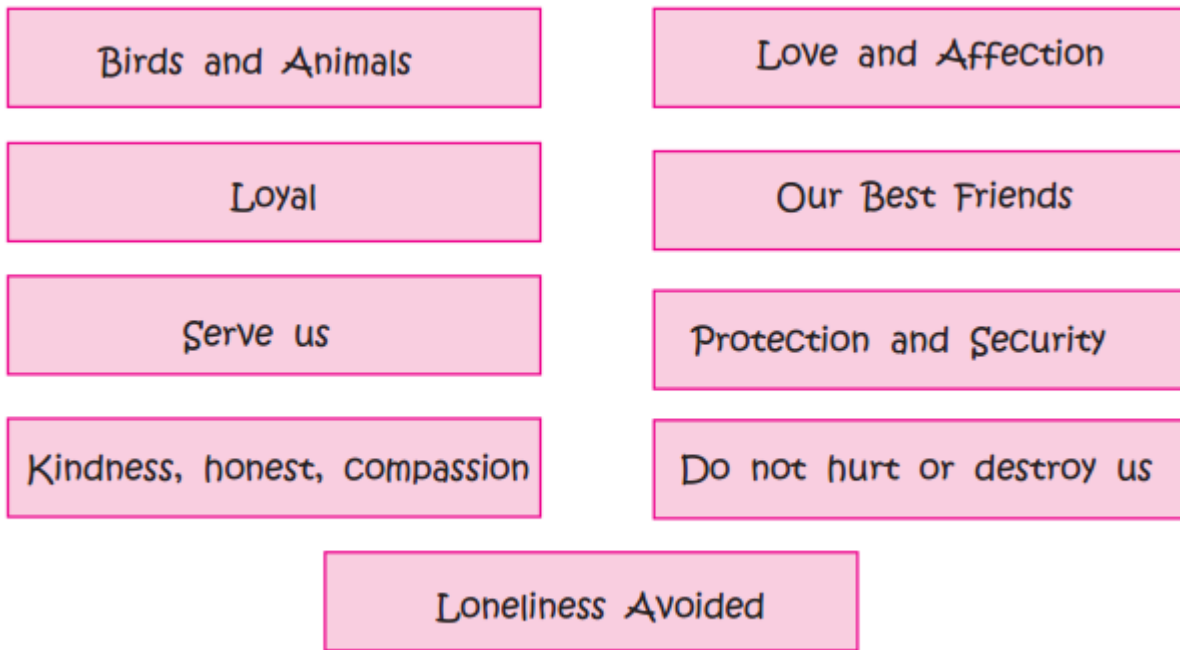 Birds and Animals
Love and Affection
Loyal
Our Best Friends
Serve us
Protection and Security
Kindness, honest, compassion
Do not hurt or destroy us
Loneliness Avoided